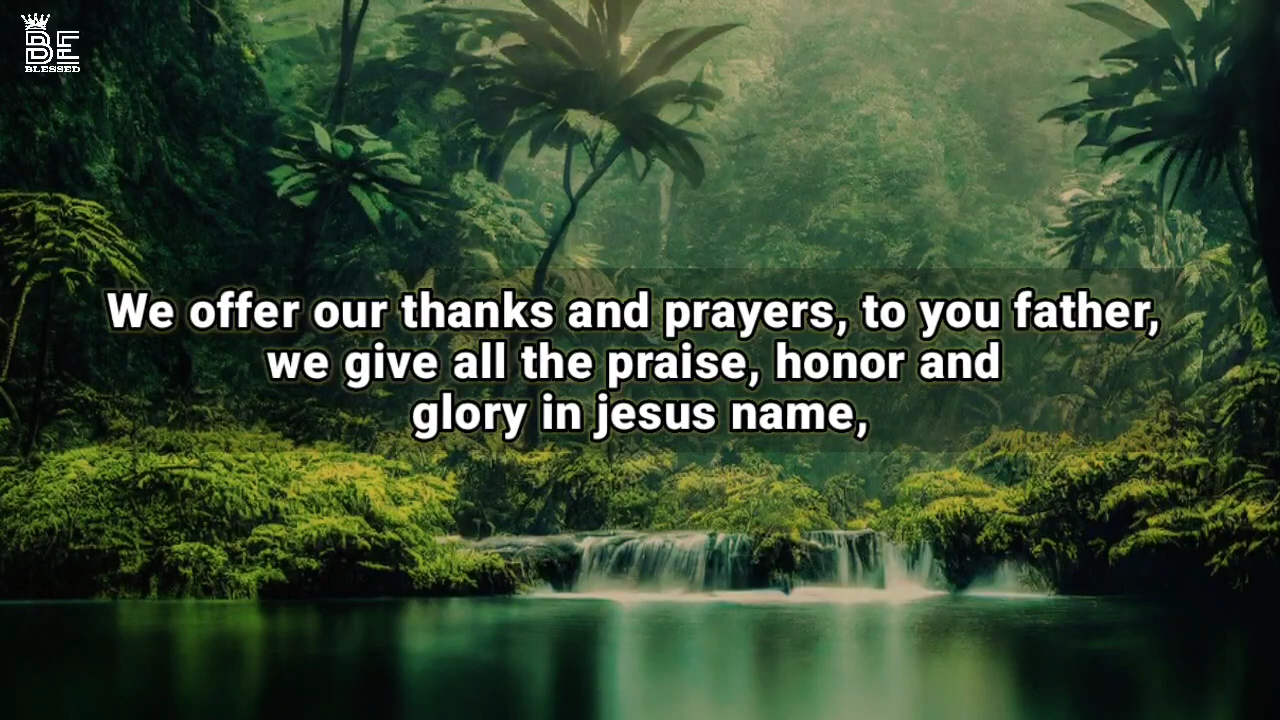 BE
BLESSED
We offer our thanks and prayers, to you father,
we give all the praise, honor and
glory in jesus name,